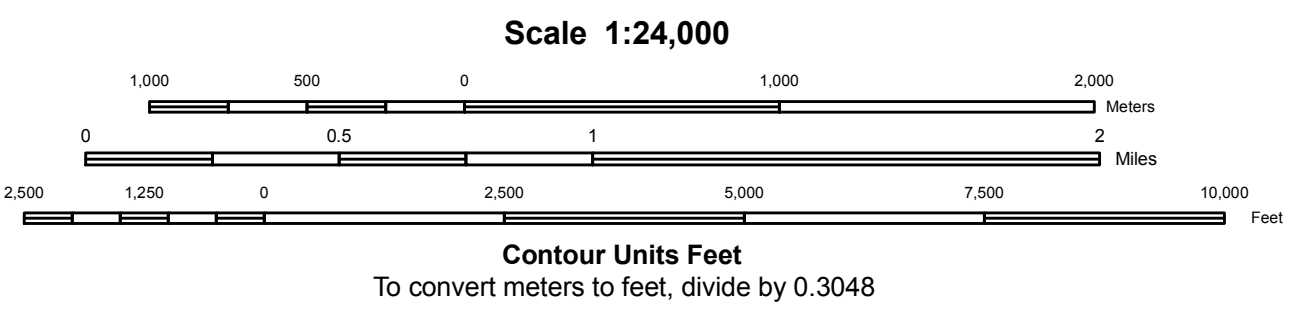 Scale 1:24,000
1,000 500 0 1,000 2,000
Meters
0 0.5 1 2
Miles
2,500 1,250 0 2,500 5,000 7,500 10,000
Feet
Contour Units Feet
To convert meters to feet, divide by 0.3048